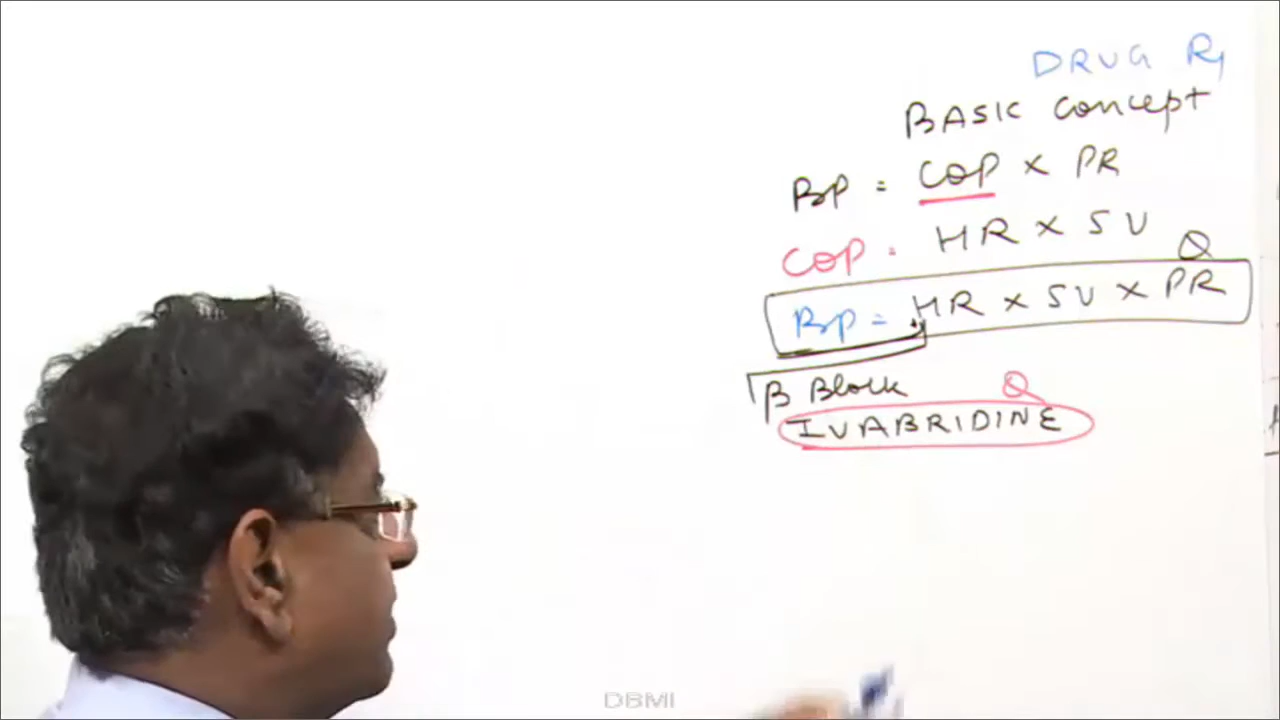 DRUG Rx
BASIC concept
BP = COP x PR
COP = HR x SV
Q
BP = HR x SV x PR
β Block
Q
IVABRIDINE
DBMI